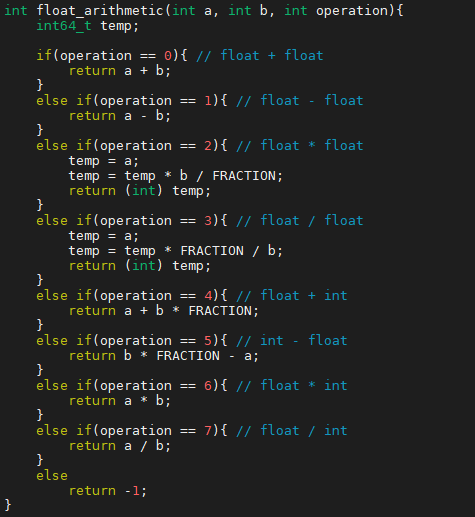 int float_arithmetic(int a, int b, int operation){
    int64_t temp;

    if(operation == 0){ // float + float
        return a + b;
    }
    else if(operation == 1){ // float - float
        return a - b;
    }
    else if(operation == 2){ // float * float
        temp = a;
        temp = temp * b / FRACTION;
        return (int) temp;
    }
    else if(operation == 3){ // float / float
        temp = a;
        temp = temp * FRACTION / b;
        return (int) temp;
    }
    else if(operation == 4){ // float + int
        return a + b * FRACTION;
    }
    else if(operation == 5){ // int - float
        return b * FRACTION - a;
    }
    else if(operation == 6){ // float * int
        return a * b;
    }
    else if(operation == 7){ // float / int
        return a / b;
    }
    else
        return -1;
}